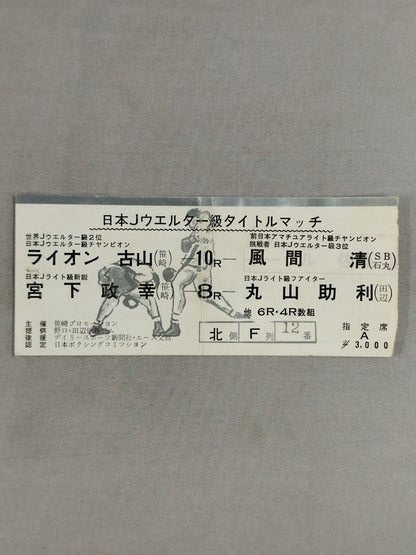 日本Jウエルター級タイトルマッチ
世界Jウエルター級2位
日本Jウエルター級チャンピオン
前日本アマチュアライト級チャンピオン
挑戦者 日本Jウエルター級3位
ライオン 古山(笹崎) ―10R― 風間 清(SB石丸)
日本Jライト級新鋭
日本Jライト級ファイター
宮下政幸(笹崎) 8R― 丸山助利(田辺)
他 6R・4R数組
主催 笹崎プロモーション
提供 野口・田辺
後援 デイリースポーツ新聞社・エース
認定 日本ボクシングコミッション
北側 F列 12番
指定席
A
¥3,000